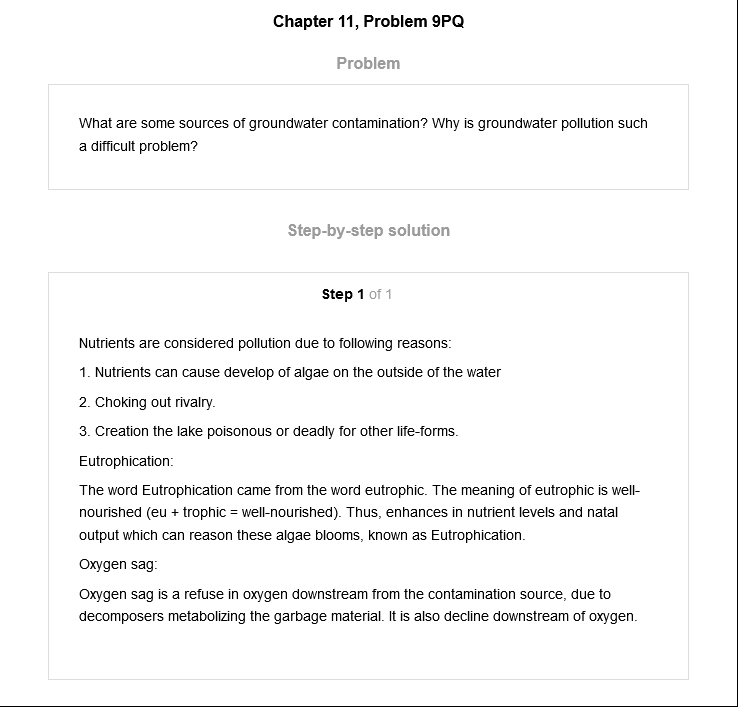 Chapter 11, Problem 9PQ
Problem
What are some sources of groundwater contamination? Why is groundwater pollution such
a difficult problem?
Step-by-step solution
Step 1 of 1
Nutrients are considered pollution due to following reasons:
1. Nutrients can cause develop of algae on the outside of the water
2. Choking out rivalry.
3. Creation the lake poisonous or deadly for other life-forms.
Eutrophication:
The word Eutrophication came from the word eutrophic. The meaning of eutrophic is well-
nourished (eu + trophic = well-nourished). Thus, enhances in nutrient levels and natal
output which can reason these algae blooms, known as Eutrophication.
Oxygen sag:
Oxygen sag is a refuse in oxygen downstream from the contamination source, due to
decomposers metabolizing the garbage material. It is also decline downstream of oxygen.